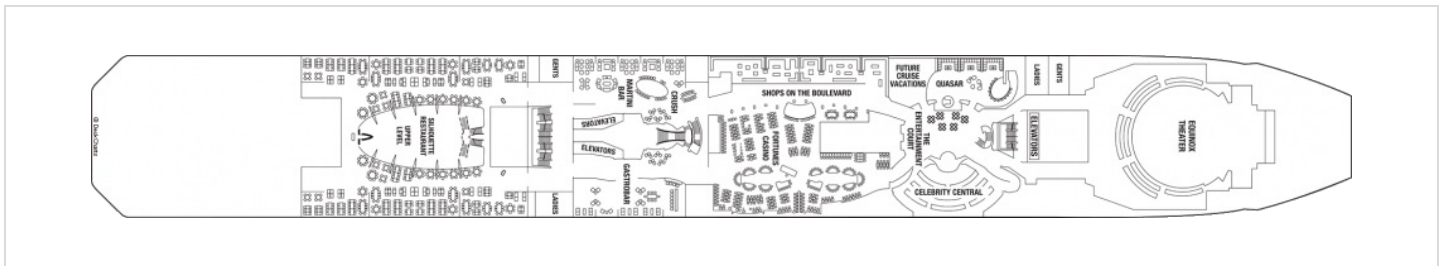 © Deck-Charts
SILHOUETTE
RESTAURANT
UPPER
LEVEL
GENTS
LADIES
MARTINI
BAR
CRUSH
ELEVATORS
ELEVATORS
GASTROBAR
SHOPS ON THE BOULEVARD
FORTUNES
CASINO
FUTURE
CRUISE
VACATIONS
QUASAR
THE
ENTERTAINMENT
COURT
CELEBRITY CENTRAL
LADIES
GENTS
ELEVATORS
EQUINOX
THEATER